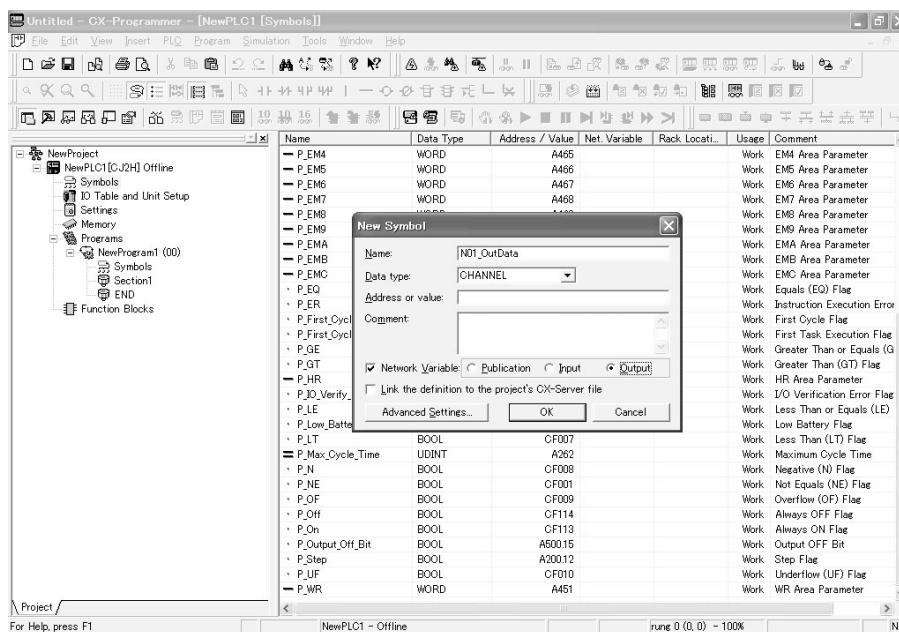 Untitled - CX-Programmer - [NewPLC1 [Symbols]]
File Edit View Insert PLC Program Simulation Tools Window Help
NewProject
NewPLC1[CJ2H] Offline
Symbols
IO Table and Unit Setup
Settings
Memory
Programs
NewProgram1 (00)
Symbols
Section1
END
Function Blocks
Project
Name Data Type Address / Value Net. Variable Rack Locati... Usage Comment
P_EM4 WORD A465 Work EM4 Area Parameter
P_EM5 WORD A466 Work EM5 Area Parameter
P_EM6 WORD A467 Work EM6 Area Parameter
P_EM7 WORD A468 Work EM7 Area Parameter
P_EM8 Work EM8 Area Parameter
P_EM9 Work EM9 Area Parameter
P_EMA Work EMA Area Parameter
P_EMB Work EMB Area Parameter
P_EMC Work EMC Area Parameter
P_EQ Work Equals (EQ) Flag
P_ER Work Instruction Execution Error
P_First_Cycl Work First Cycle Flag
P_First_Cycl Work First Task Execution Flag
P_GE Work Greater Than or Equals (G
P_GT Work Greater Than (GT) Flag
P_HR Work HR Area Parameter
P_IO_Verify_ Work I/O Verification Error Flag
P_LE Work Less Than or Equals (LE)
P_Low_Batte Work Low Battery Flag
P_LT BOOL CF007 Work Less Than (LT) Flag
P_Max_Cycle_Time UDINT A262 Work Maximum Cycle Time
P_N BOOL CF008 Work Negative (N) Flag
P_NE BOOL CF001 Work Not Equals (NE) Flag
P_OF BOOL CF009 Work Overflow (OF) Flag
P_Off BOOL CF114 Work Always OFF Flag
P_On BOOL CF113 Work Always ON Flag
P_Output_Off_Bit BOOL A500.15 Work Output OFF Bit
P_Step BOOL A200.12 Work Step Flag
P_UF BOOL CF010 Work Underflow (UF) Flag
P_WR WORD A451 Work WR Area Parameter
New Symbol
Name: N01_OutData
Data type: CHANNEL
Address or value:
Comment:
Network Variable: Publication Input Output
Link the definition to the project's CX-Server file
Advanced Settings... OK Cancel
For Help, press F1 NewPLC1 - Offline rung 0 (0, 0) - 100% N